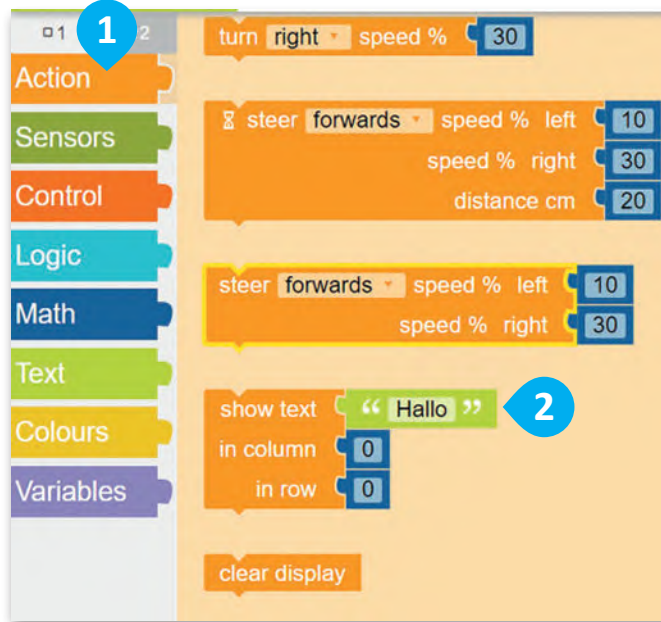 1 1 2
Action
Sensors
Control
Logic
Math
Text
Colours
Variables
turn right speed % 30
steer forwards speed % left 10
speed % right 30
distance cm 20
steer forwards speed % left 10
speed % right 30
show text “ Hallo ” 2
in column 0
in row 0
clear display